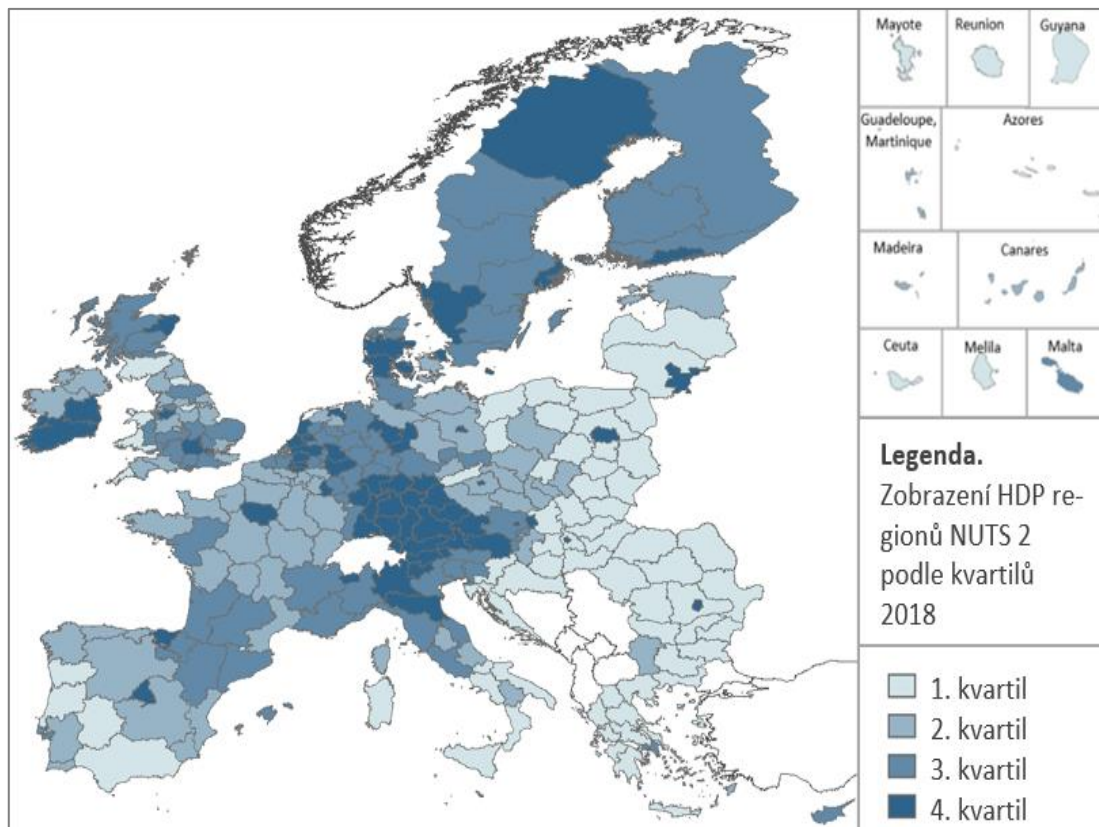 Mayote
Reunion
Guyana
Guadeloupe,
Martinique
Azores
Madeira
Canares
Ceuta
Melila
Malta
Legenda.
Zobrazení HDP re-
gionů NUTS 2
podle kvartilů
2018
1. kvartil
2. kvartil
3. kvartil
4. kvartil